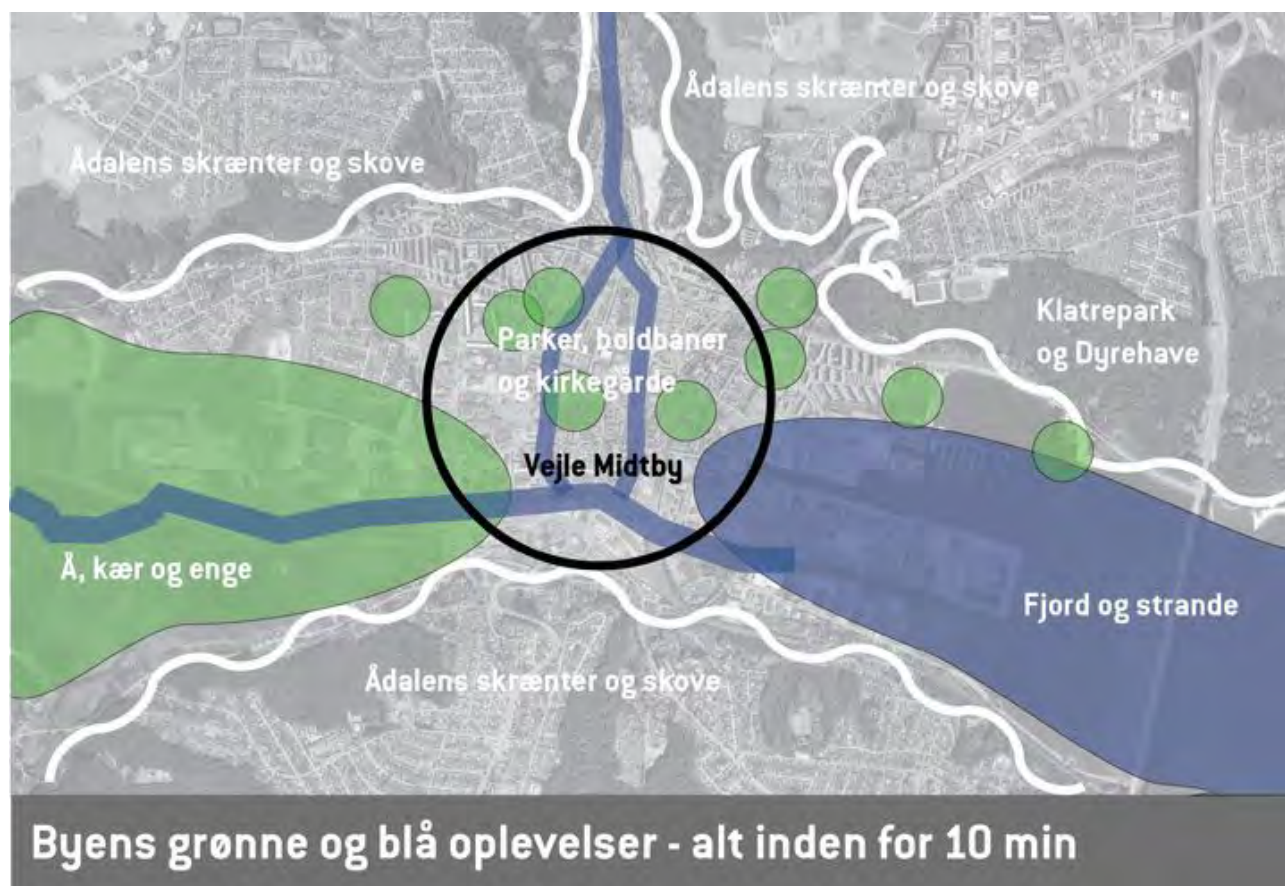 Ådalens skrænter og skove
Ådalens skrænter og skove
Klatrepark
og Dyrehave
Parker, boldbaner
og kirkegårde
Vejle Midtby
Å, kær og enge
Fjord og strande
Ådalens skrænter og skove
Byens grønne og blå oplevelser - alt inden for 10 min